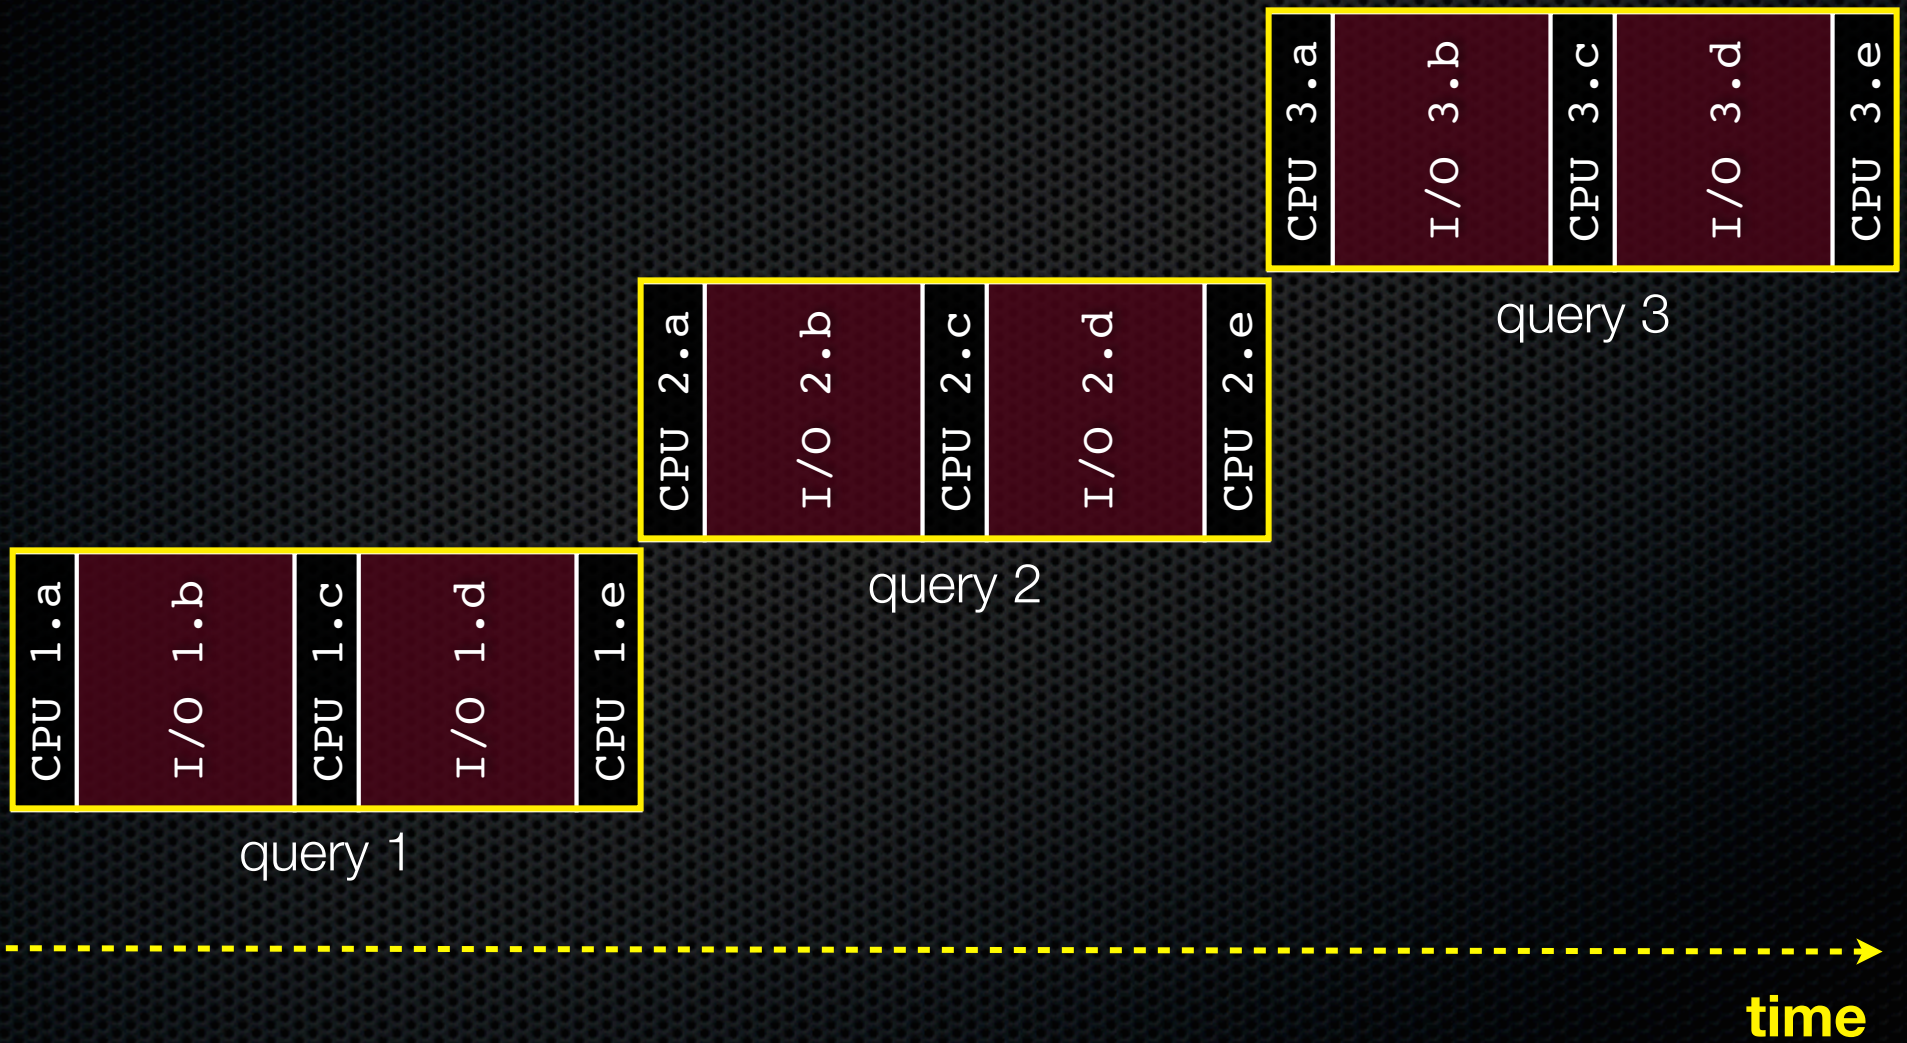 CPU 3.a
I/O 3.b
CPU 3.c
I/O 3.d
CPU 3.e
query 3
CPU 2.a
I/O 2.b
CPU 2.c
I/O 2.d
CPU 2.e
query 2
CPU 1.a
I/O 1.b
CPU 1.c
I/O 1.d
CPU 1.e
query 1
time